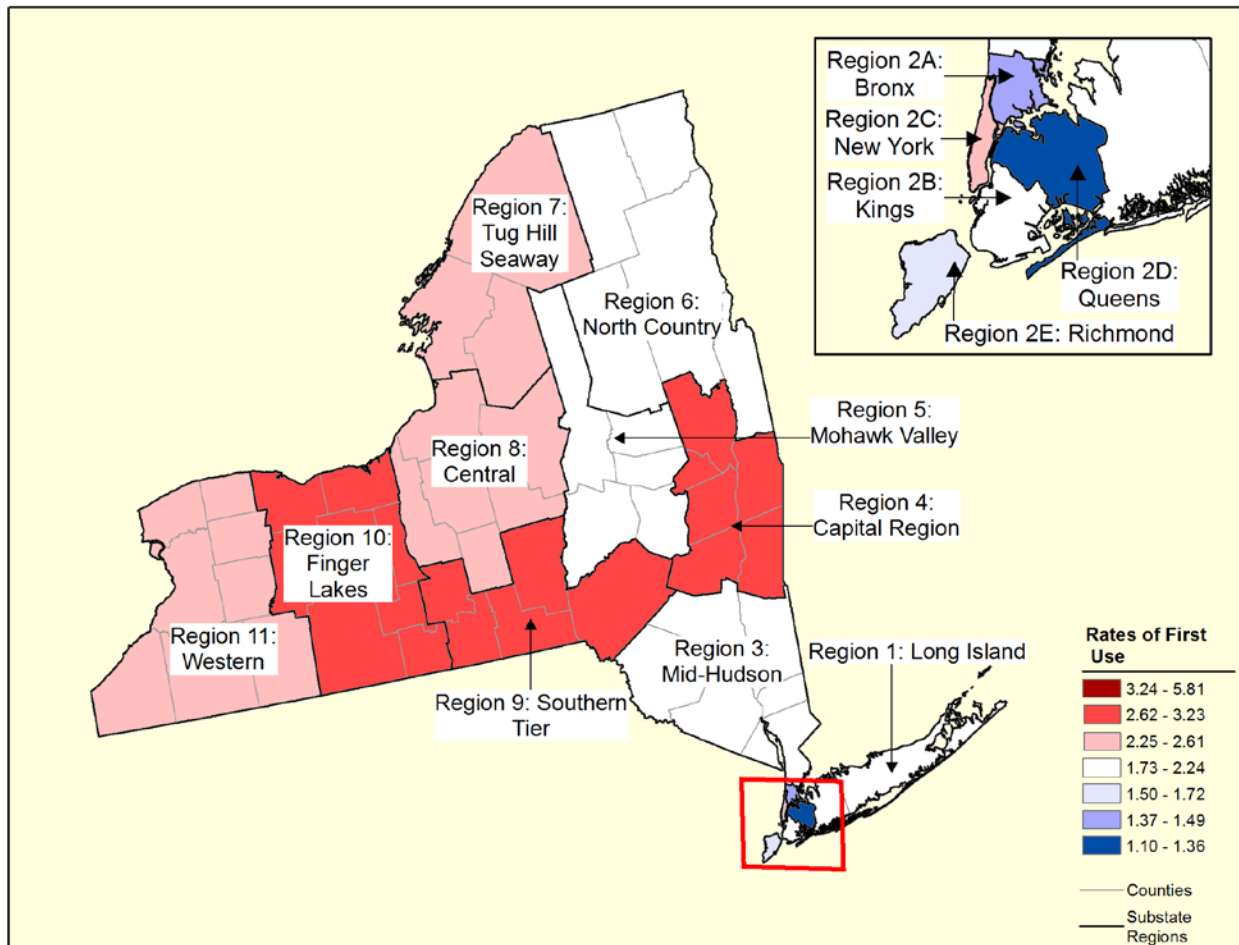 Region 2A:
Bronx
Region 2C:
New York
Region 2B:
Kings
Region 2D:
Queens
Region 2E: Richmond
Region 7:
Tug Hill
Seaway
Region 6:
North Country
Region 5:
Mohawk Valley
Region 8:
Central
Region 4:
Capital Region
Region 10:
Finger
Lakes
Region 11:
Western
Region 3:
Mid-Hudson
Region 1: Long Island
Region 9: Southern
Tier
Rates of First
Use
3.24 - 5.81
2.62 - 3.23
2.25 - 2.61
1.73 - 2.24
1.50 - 1.72
1.37 - 1.49
1.10 - 1.36
Counties
Substate
Regions